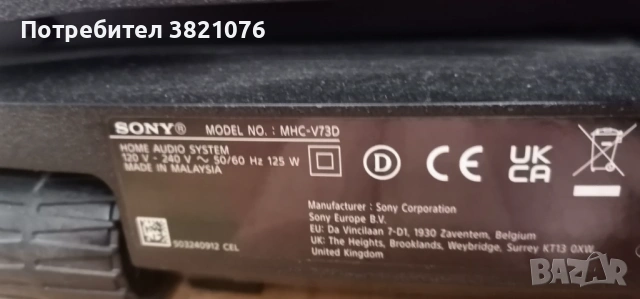 Потребител 3821076
SONY® MODEL NO. : MHC-V73D
HOME AUDIO SYSTEM
120 V - 240 V ~ 50/60 Hz 125 W
MADE IN MALAYSIA
D CE UK CA
Manufacturer : Sony Corporation
Sony Europe B.V.
EU: Da Vincilaan 7-D1, 1930 Zaventem, Belgium
UK: The Heights, Brooklands, Weybridge, Surrey KT13 0XW,
United Kingdom
503240912 CEL
BAZAR
bg